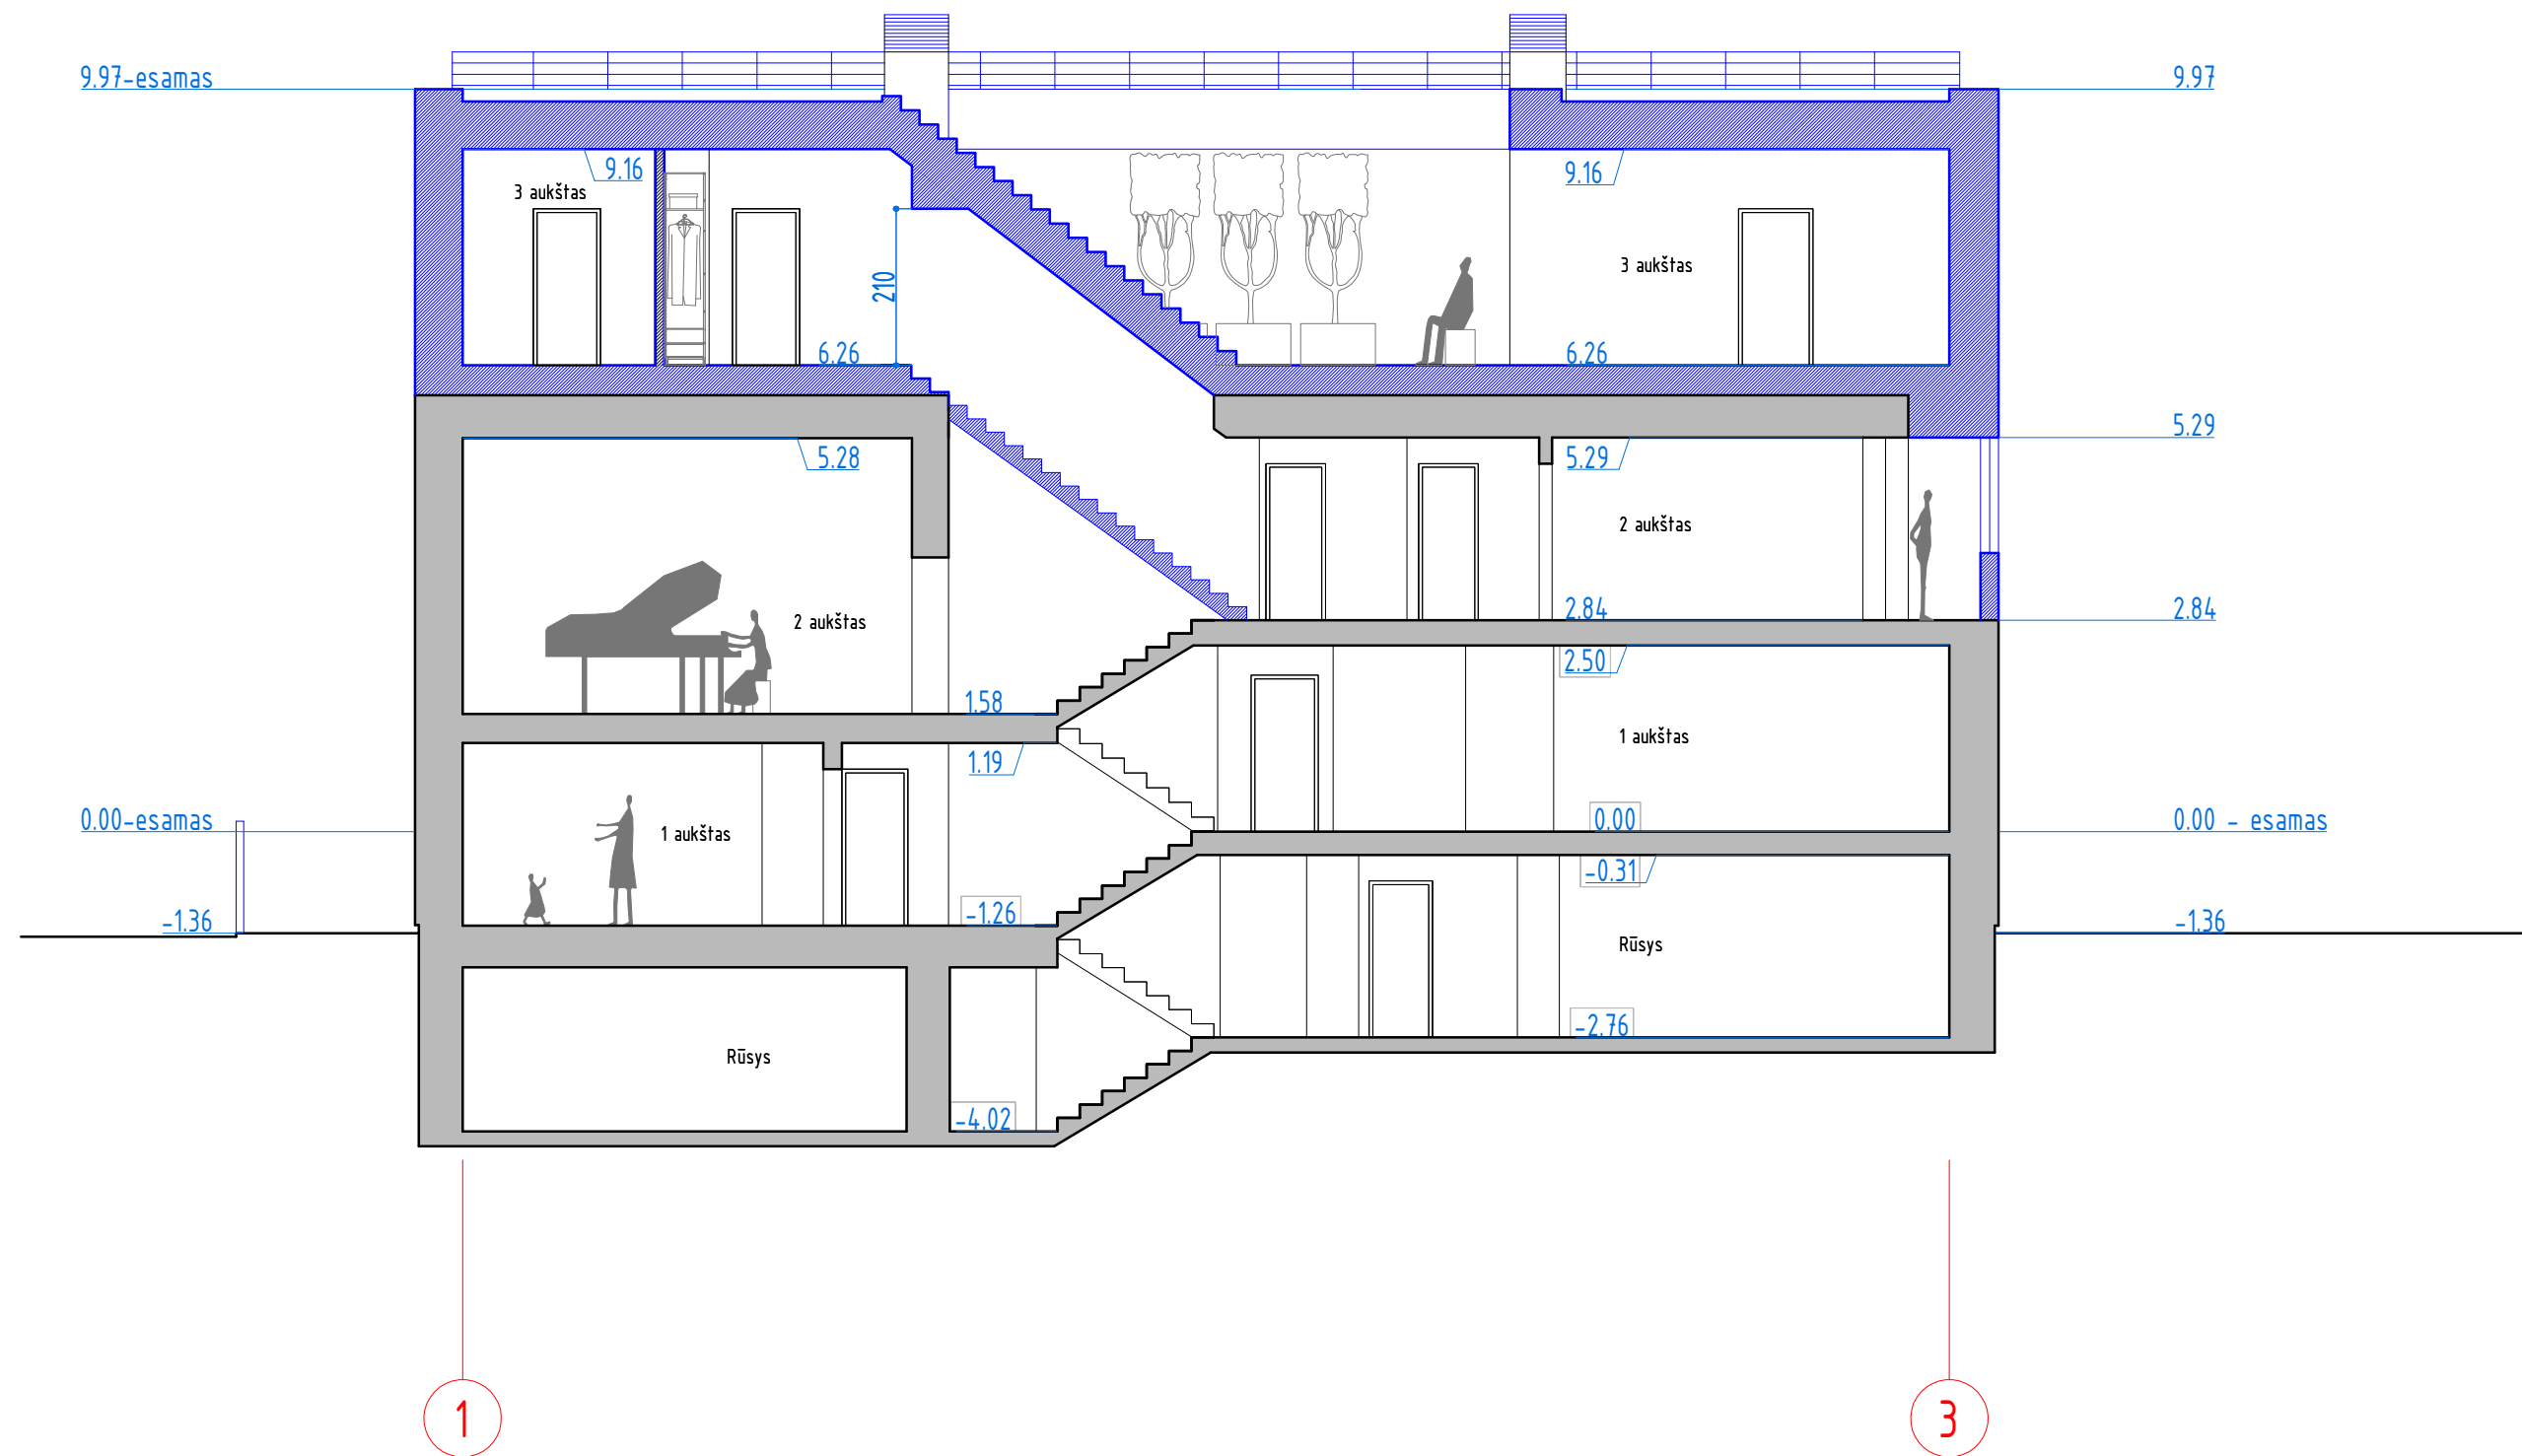 9.97-esamas
9.97
9.16
9.16
3 aukštas
3 aukštas
210
6.26
6.26
5.29
5.28
5.29
2 aukštas
2.84
2.84
2 aukštas
2.50
1.58
1 aukštas
1.19
0.00-esamas
0.00
0.00 - esamas
1 aukštas
-0.31
-1.36
-1.26
-1.36
Rūsys
-2.76
Rūsys
-4.02
1
3